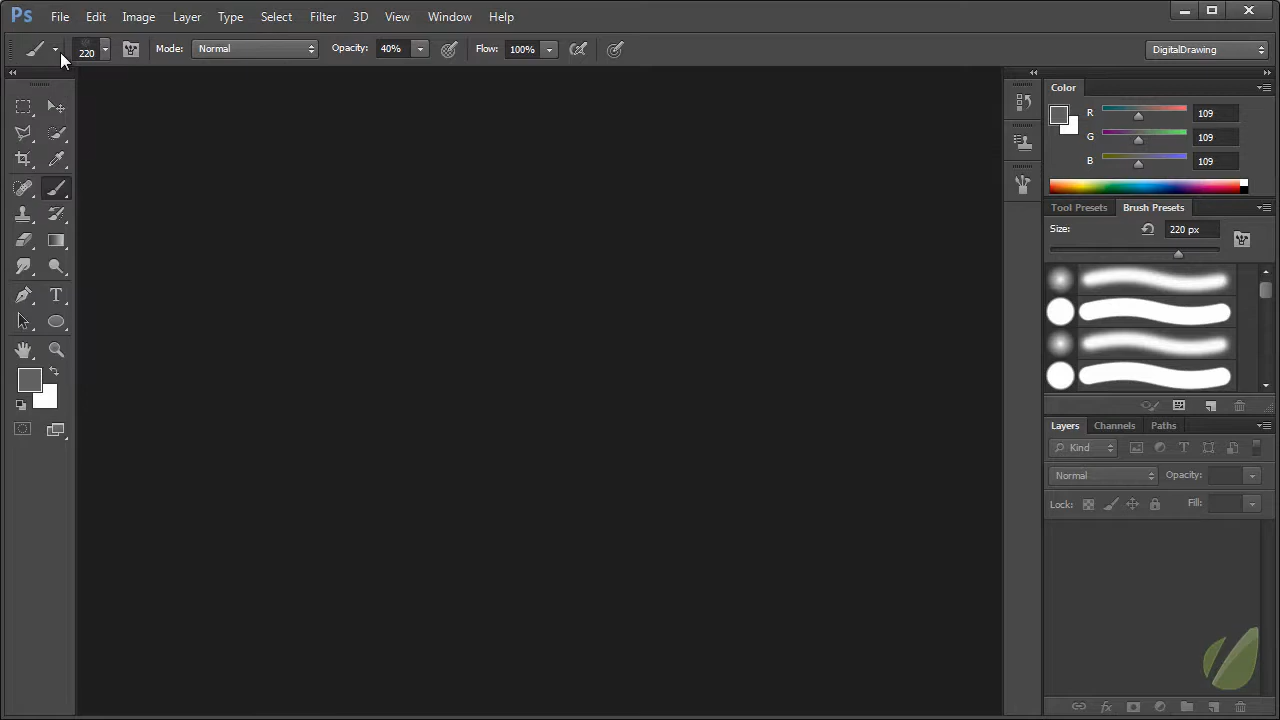 Ps File Edit Image Layer Type Select Filter 3D View Window Help
220 Mode: Normal Opacity: 40% Flow: 100% DigitalDrawing
Color
R 109
G 109
B 109
Tool Presets Brush Presets
Size: 220 px
Layers Channels Paths
Kind
Normal Opacity:
Lock: Fill: